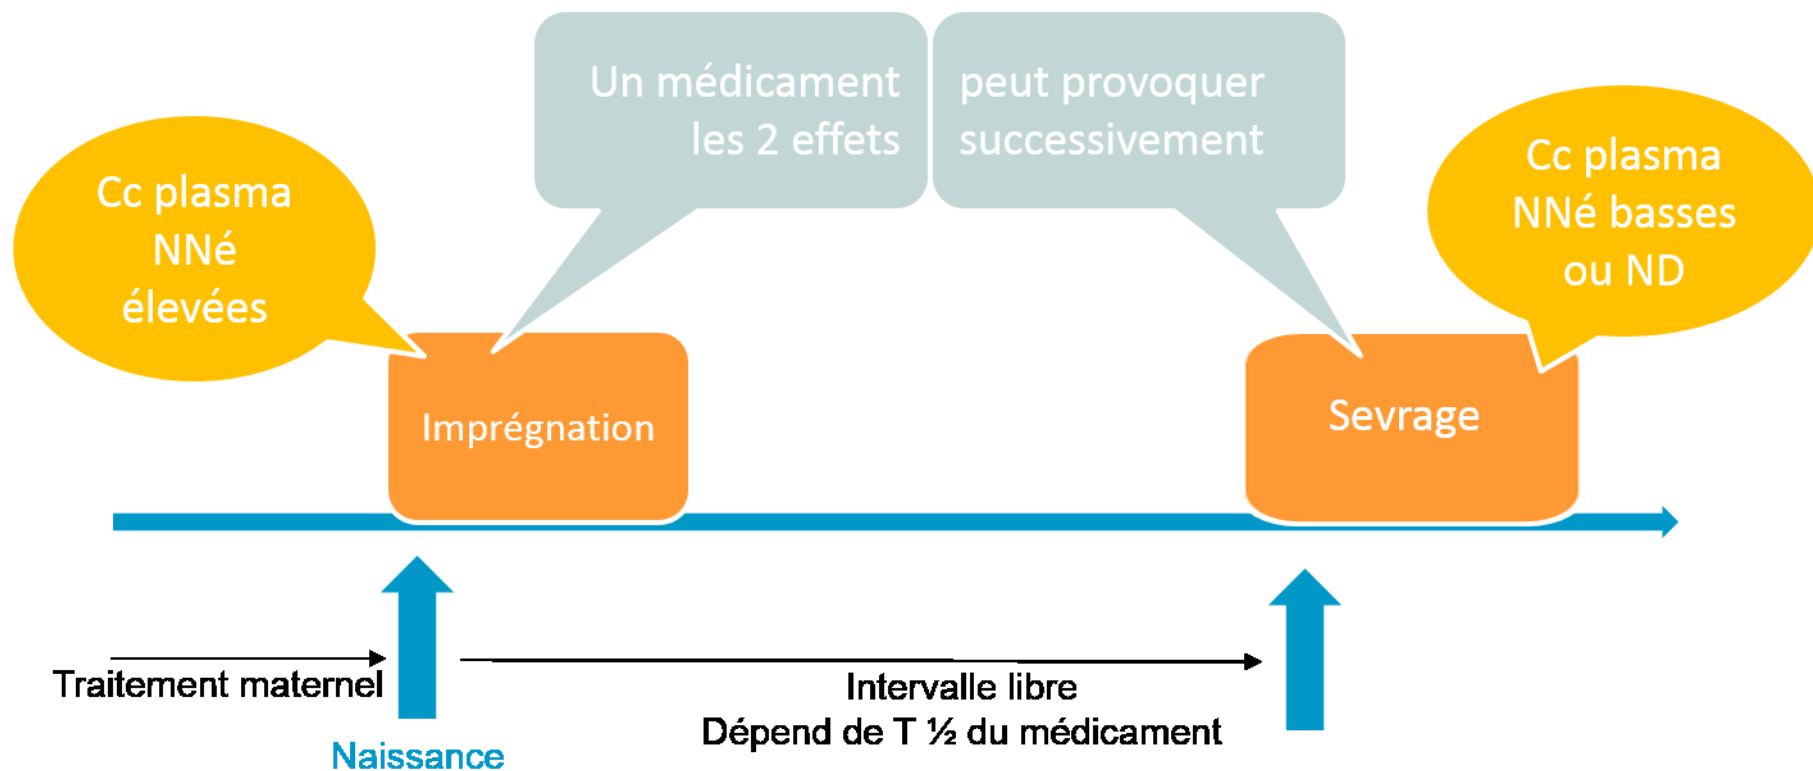 Un médicament
les 2 effets
peut provoquer
successivement
Cc plasma
NNé
élevées
Cc plasma
NNé basses
ou ND
Imprégnation
Sevrage
Traitement maternel
Intervalle libre
Dépend de T ½ du médicament
Naissance